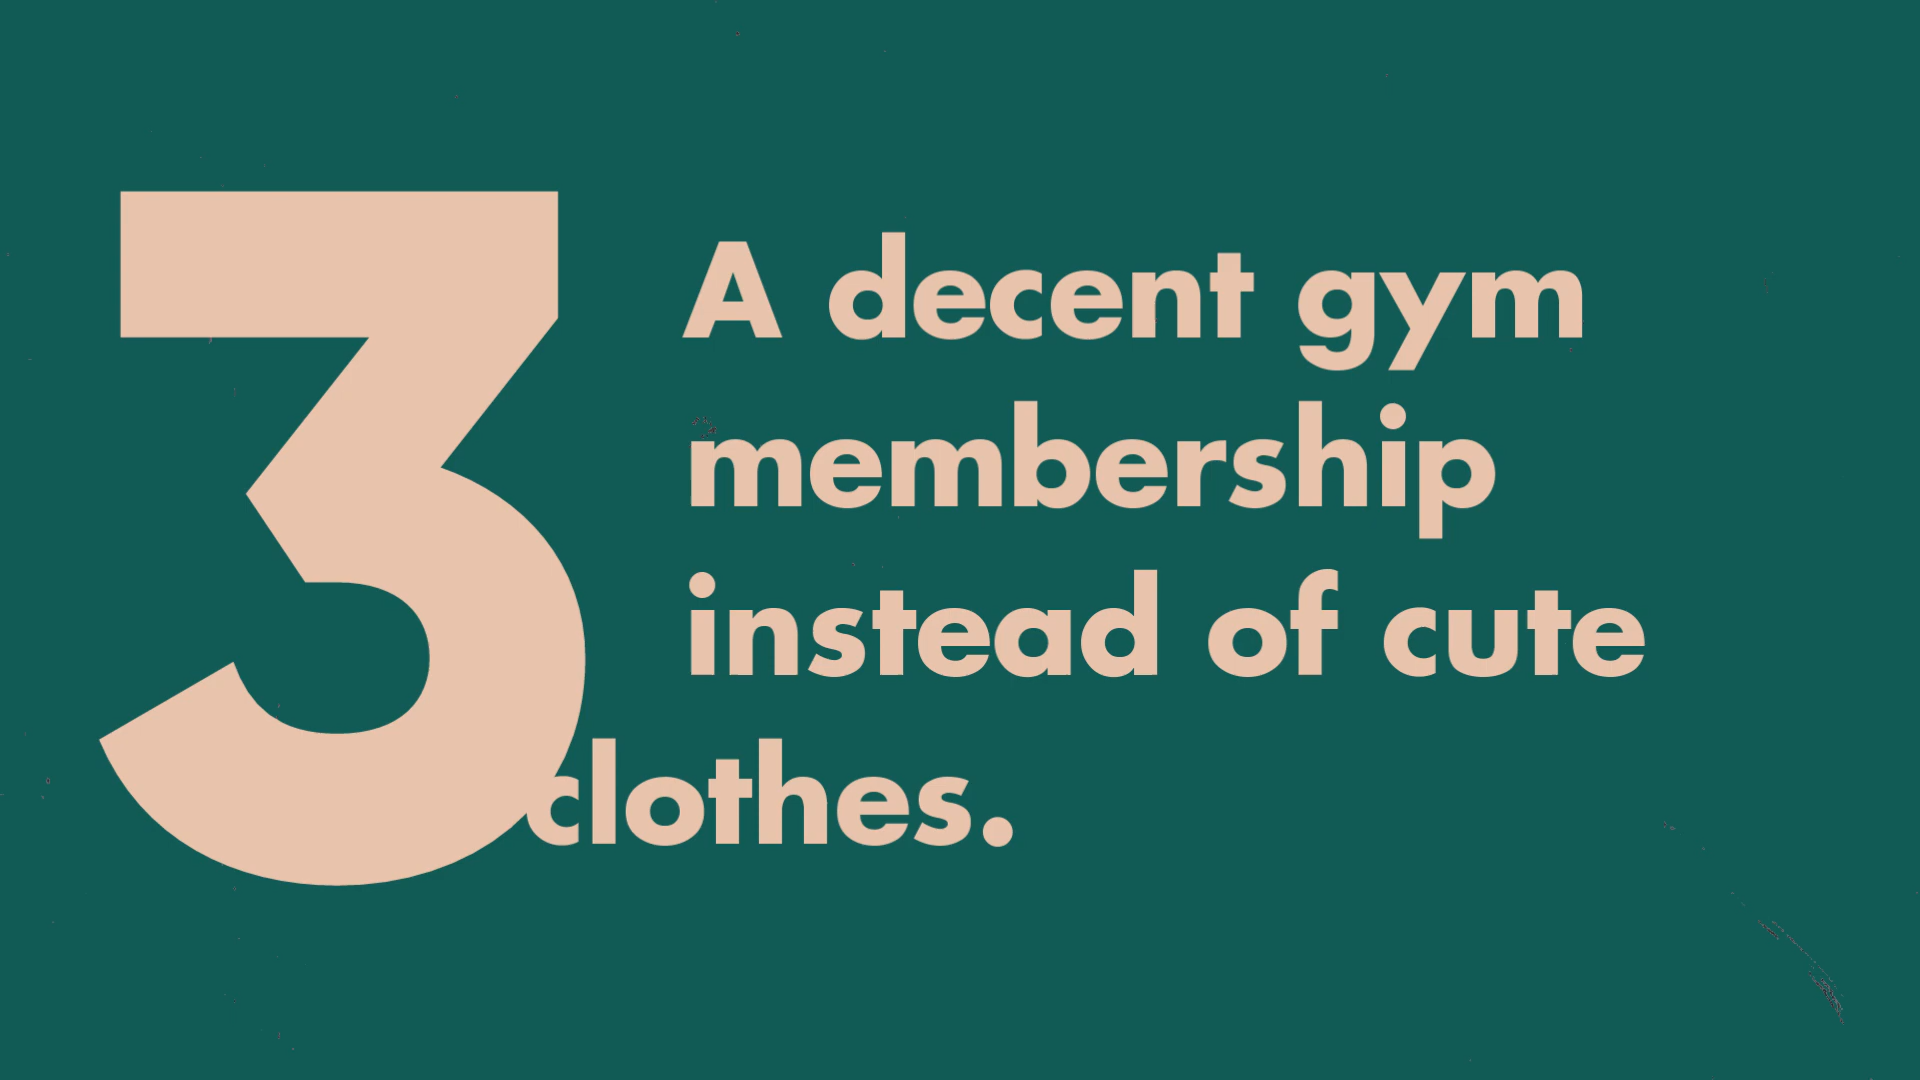 3
A decent gym
membership
instead of cute
clothes.